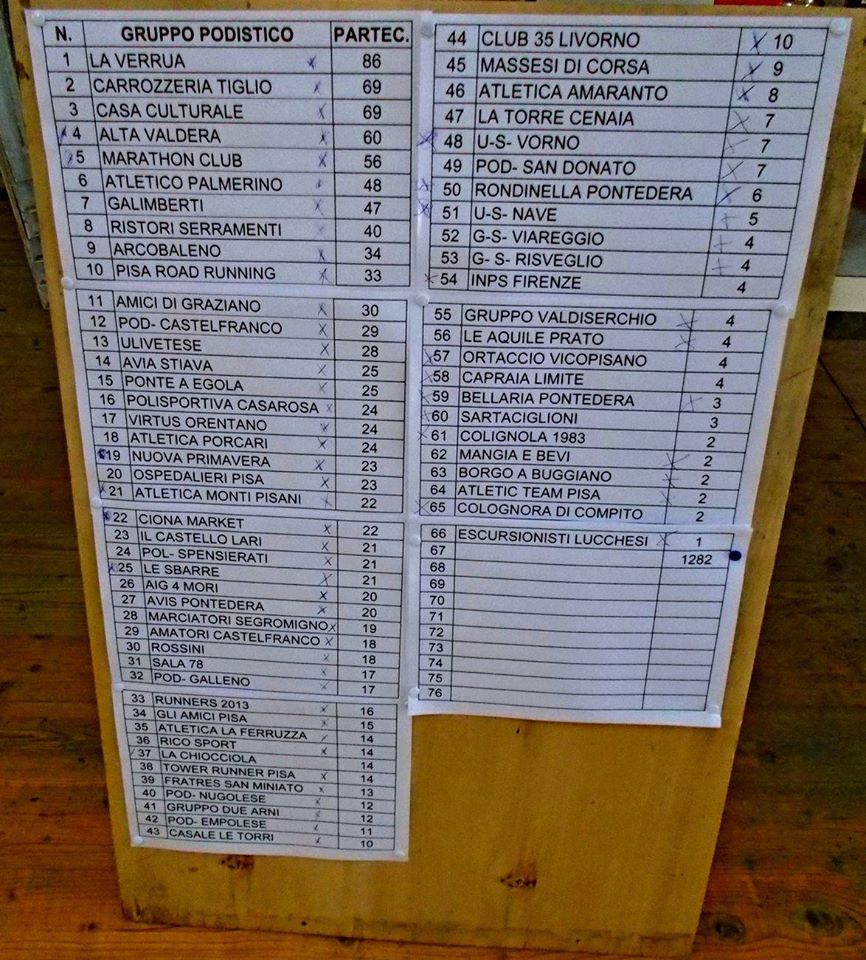 N. GRUPPO PODISTICO PARTEC.
1 LA VERRUA 86
2 CARROZZERIA TIGLIO 69
3 CASA CULTURALE 69
4 ALTA VALDERA 60
5 MARATHON CLUB 56
6 ATLETICO PALMERINO 48
7 GALIMBERTI 47
8 RISTORI SERRAMENTI 40
9 ARCOBALENO 34
10 PISA ROAD RUNNING 33
11 AMICI DI GRAZIANO 30
12 POD- CASTELFRANCO 29
13 ULIVETESE 28
14 AVIA STIAVA 25
15 PONTE A EGOLA 25
16 POLISPORTIVA CASAROSA 24
17 VIRTUS ORENTANO 24
18 ATLETICA PORCARI 24
19 NUOVA PRIMAVERA 23
20 OSPEDALIERI PISA 23
21 ATLETICA MONTI PISANI 22
22 CIONA MARKET 22
23 IL CASTELLO LARI 21
24 POL- SPENSIERATI 21
25 LE SBARRE 21
26 AIG 4 MORI 20
27 AVIS PONTEDERA 20
28 MARCIATORI SEGROMIGNO 19
29 AMATORI CASTELFRANCO 18
30 ROSSINI 18
31 SALA 78 17
32 POD- GALLENO 17
33 RUNNERS 2013 16
34 GLI AMICI PISA 15
35 ATLETICA LA FERRUZZA 14
36 RICO SPORT 14
37 LA CHIOCCIOLA 14
38 TOWER RUNNER PISA 14
39 FRATRES SAN MINIATO 13
40 POD- NUGOLESE 12
41 GRUPPO DUE ARNI 12
42 POD- EMPOLESE 11
43 CASALE LE TORRI 10
44 CLUB 35 LIVORNO 10
45 MASSESI DI CORSA 9
46 ATLETICA AMARANTO 8
47 LA TORRE CENAIA 7
48 U-S- VORNO 7
49 POD- SAN DONATO 7
50 RONDINELLA PONTEDERA 6
51 U-S- NAVE 5
52 G-S- VIAREGGIO 4
53 G- S- RISVEGLIO 4
54 INPS FIRENZE 4
55 GRUPPO VALDISERCHIO 4
56 LE AQUILE PRATO 4
57 ORTACCIO VICOPISANO 4
58 CAPRAIA LIMITE 4
59 BELLARIA PONTEDERA 3
60 SARTACIGLIONI 3
61 COLIGNOLA 1983 2
62 MANGIA E BEVI 2
63 BORGO A BUGGIANO 2
64 ATLETIC TEAM PISA 2
65 COLOGNORA DI COMPITO 2
66 ESCURSIONISTI LUCCHESI 1
67 1282
68
69
70
71
72
73
74
75
76